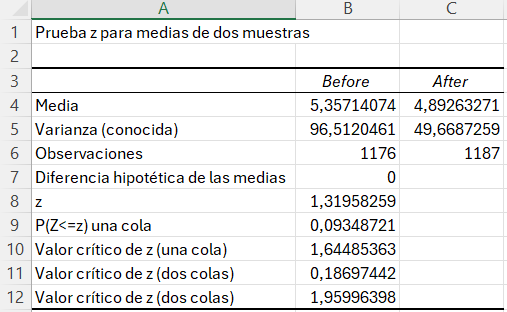 A B C
1 Prueba z para medias de dos muestras
2
3 Before After
4 Media 5,35714074 4,89263271
5 Varianza (conocida) 96,5120461 49,6687259
6 Observaciones 1176 1187
7 Diferencia hipotética de las medias 0
8 z 1,31958259
9 P(Z<=z) una cola 0,09348721
10 Valor crítico de z (una cola) 1,64485363
11 Valor crítico de z (dos colas) 0,18697442
12 Valor crítico de z (dos colas) 1,95996398